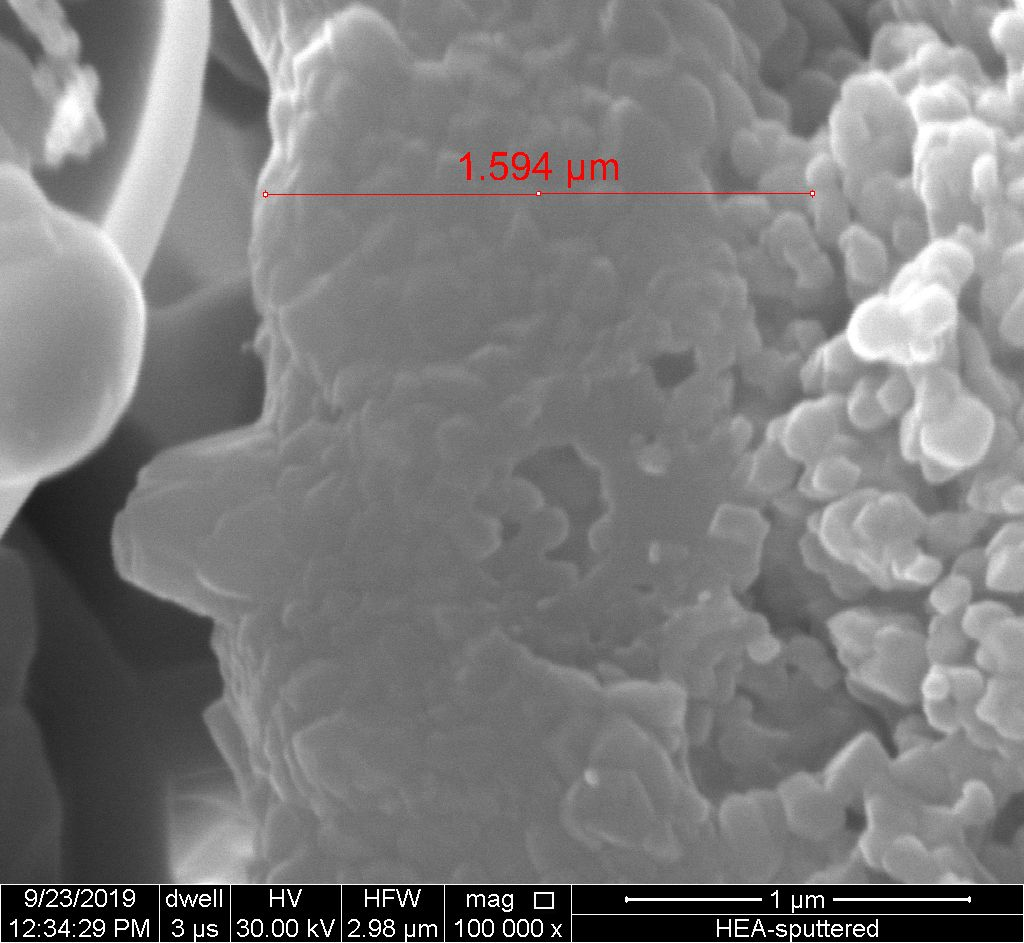 1.594 µm
9/23/2019 dwell HV HFW mag 1 µm
12:34:29 PM 3 µs 30.00 kV 2.98 µm 100 000 x HEA-sputtered